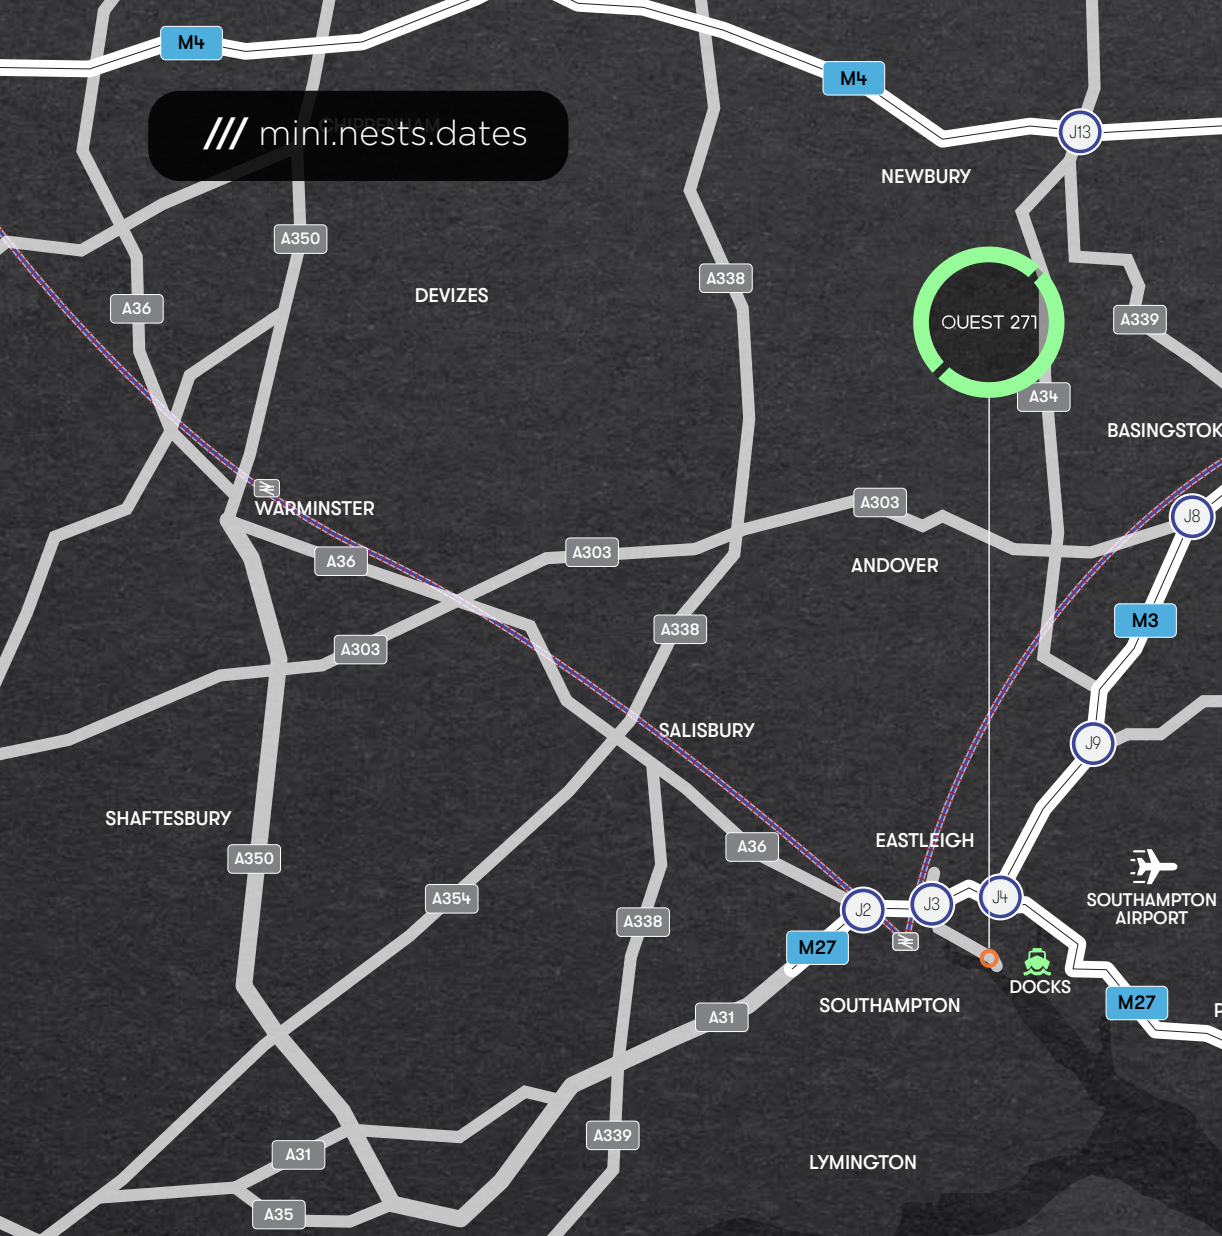 M4
M4
CHIPPENHAM
/// mini.nests.dates
J13
NEWBURY
A350
A338
DEVIZES
A36
QUEST 271
A339
A34
BASINGSTOK
WARMINSTER
A303
J8
A36
A303
ANDOVER
M3
A338
A303
SALISBURY
J9
SHAFTESBURY
EASTLEIGH
A36
A350
SOUTHAMPTON
AIRPORT
A354
J2
J3
J4
A338
M27
DOCKS
SOUTHAMPTON
M27
A31
P
A339
A31
LYMINGTON
A35